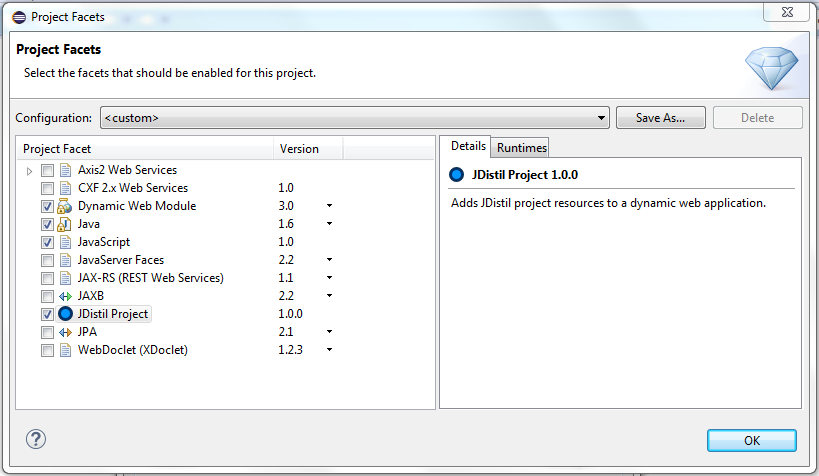 Project Facets
Project Facets
Select the facets that should be enabled for this project.
Configuration: <custom> Save As... Delete
Project Facet Version
Axis2 Web Services
CXF 2.x Web Services 1.0
Dynamic Web Module 3.0
Java 1.6
JavaScript 1.0
JavaServer Faces 2.2
JAX-RS (REST Web Services) 1.1
JAXB 2.2
JDistil Project 1.0.0
JPA 2.1
WebDoclet (XDoclet) 1.2.3
Details Runtimes
JDistil Project 1.0.0
Adds JDistil project resources to a dynamic web application.
?
OK